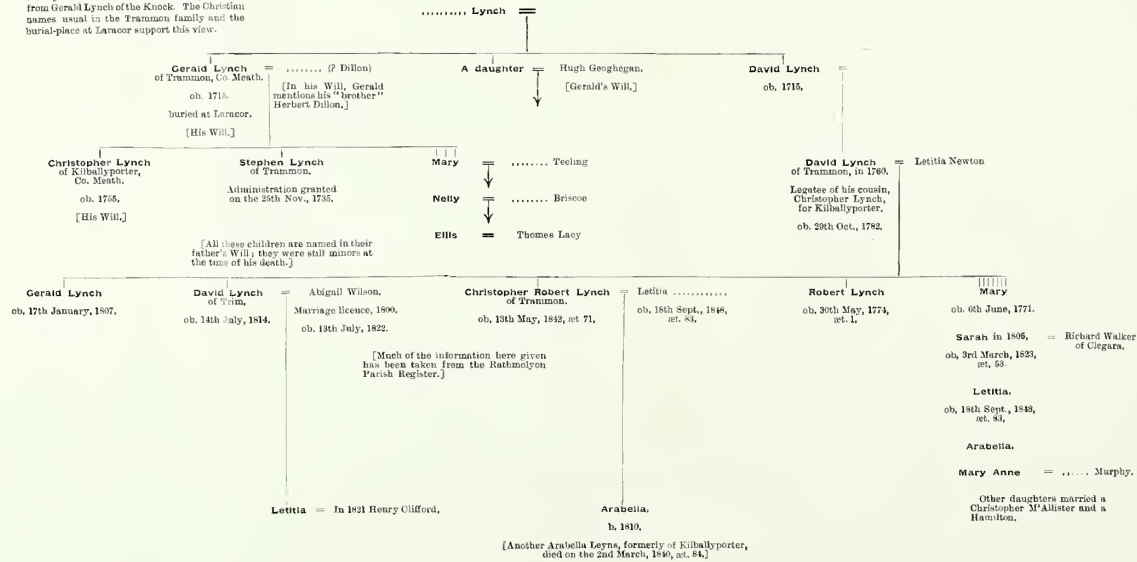 from Gerald Lynch of the Knock. The Christian
names usual in the Trammon family and the
burial-place at Laracor support this view.
.......... Lynch =
Gerald Lynch = ........ (? Dillon)
of Trammon, Co. Meath.
ob. 1715.
buried at Laracor.
[His Will.]
[In his Will, Gerald
mentions his "brother"
Herbert Dillon.]
A daughter = Hugh Geoghegan.
[Gerald's Will.]
David Lynch =
ob. 1715.
Christopher Lynch
of Kilballyporter,
Co. Meath.
ob. 1755.
[His Will.]
Stephen Lynch
of Trammon.
Administration granted
on the 25th Nov., 1735.
Mary = ........ Teeling
Nelly = ........ Briscoe
Ellis = Thomes Lacy
[All these children are named in their
father's Will; they were still minors at
the time of his death.]
David Lynch = Letitia Newton
of Trammon, in 1760.
Legatee of his cousin,
Christopher Lynch,
for Kilballyporter.
ob. 29th Oct., 1782.
Gerald Lynch
ob. 17th January, 1807.
David Lynch = Abigail Wilson.
of Trim.
ob. 14th July, 1814.
Marriage licence, 1800.
ob. 13th July, 1822.
Christopher Robert Lynch = Letitia ............
of Trammon.
ob. 13th May, 1842, æt 71.
ob. 18th Sept., 1848,
æt. 83.
[Much of the information here given
has been taken from the Rathmolyon
Parish Register.]
Robert Lynch
ob. 30th May, 1774,
æt. 1.
Mary
ob. 6th June, 1771.
Sarah in 1805, = Richard Walker
of Clegara.
ob. 3rd March, 1823,
æt. 58.
Letitia.
ob. 18th Sept., 1848,
æt. 83.
Arabella.
Mary Anne = ...... Murphy.
Other daughters married a
Christopher M'Allister and a
Hamilton.
Letitia = In 1821 Henry Clifford.
Arabella.
b. 1810.
[Another Arabella Leyns, formerly of Kilballyporter,
died on the 2nd March, 1840, æt. 84.]